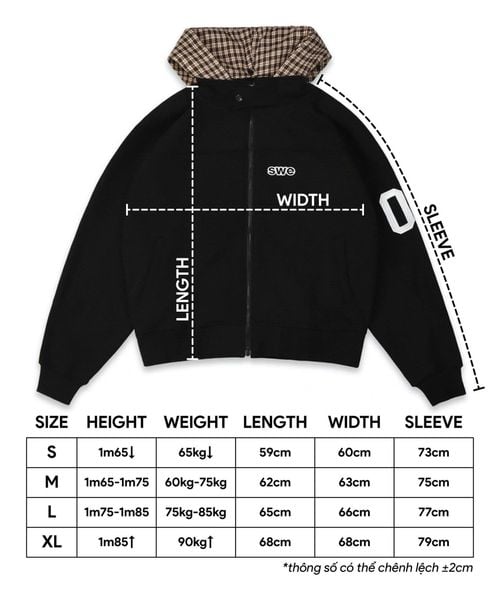 swe
WIDTH
0
SLEEVE
LENGTH
SIZE HEIGHT WEIGHT LENGTH WIDTH SLEEVE
S 1m65↓ 65kg↓ 59cm 60cm 73cm
M 1m65-1m75 60kg-75kg 62cm 63cm 75cm
L 1m75-1m85 75kg-85kg 65cm 66cm 77cm
XL 1m85↑ 90kg↑ 68cm 68cm 79cm
*thông số có thể chênh lệch ±2cm